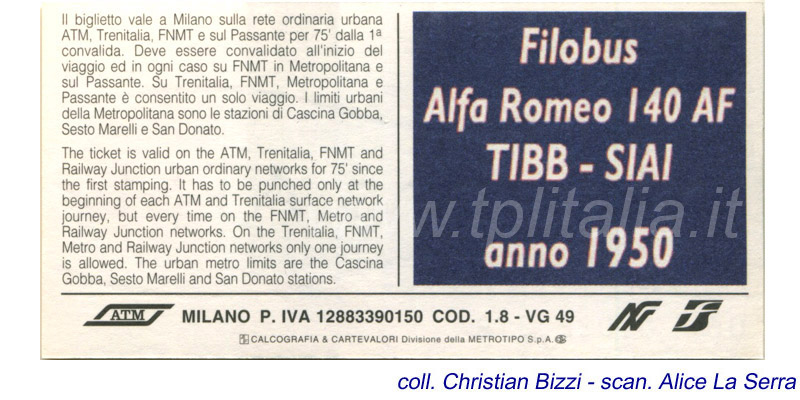 Il biglietto vale a Milano sulla rete ordinaria urbana
ATM, Trenitalia, FNMT e sul Passante per 75' dalla 1ª
convalida. Deve essere convalidato all'inizio del
viaggio ed in ogni caso su FNMT in Metropolitana e
sul Passante. Su Trenitalia, FNMT, Metropolitana e
Passante è consentito un solo viaggio. I limiti urbani
della Metropolitana sono le stazioni di Cascina Gobba,
Sesto Marelli e San Donato.
The ticket is valid on the ATM, Trenitalia, FNMT and
Railway Junction urban ordinary networks for 75' since
the first stamping. It has to be punched only at the
beginning of each ATM and Trenitalia surface network
journey, but every time on the FNMT, Metro and
Railway Junction networks. On the Trenitalia, FNMT,
Metro and Railway Junction networks only one journey
is allowed. The urban metro limits are the Cascina
Gobba, Sesto Marelli and San Donato stations.
Filobus
Alfa Romeo 140 AF
TIBB - SIAI
anno 1950
www.tplitalia.it
ATM MILANO P. IVA 12883390150 COD. 1.8 - VG 49
CALCOGRAFIA & CARTEVALORI Divisione della METROTIPO S.p.A.
coll. Christian Bizzi - scan. Alice La Serra